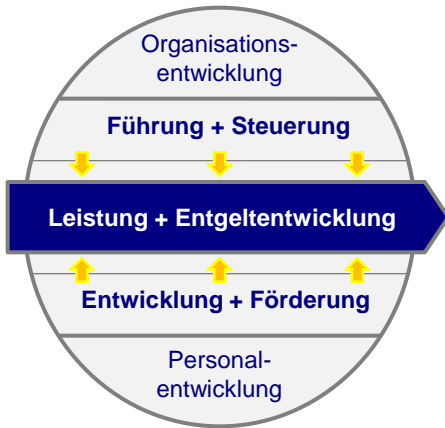 Organisations-
entwicklung
Führung + Steuerung
Leistung + Entgeltentwicklung
Entwicklung + Förderung
Personal-
entwicklung